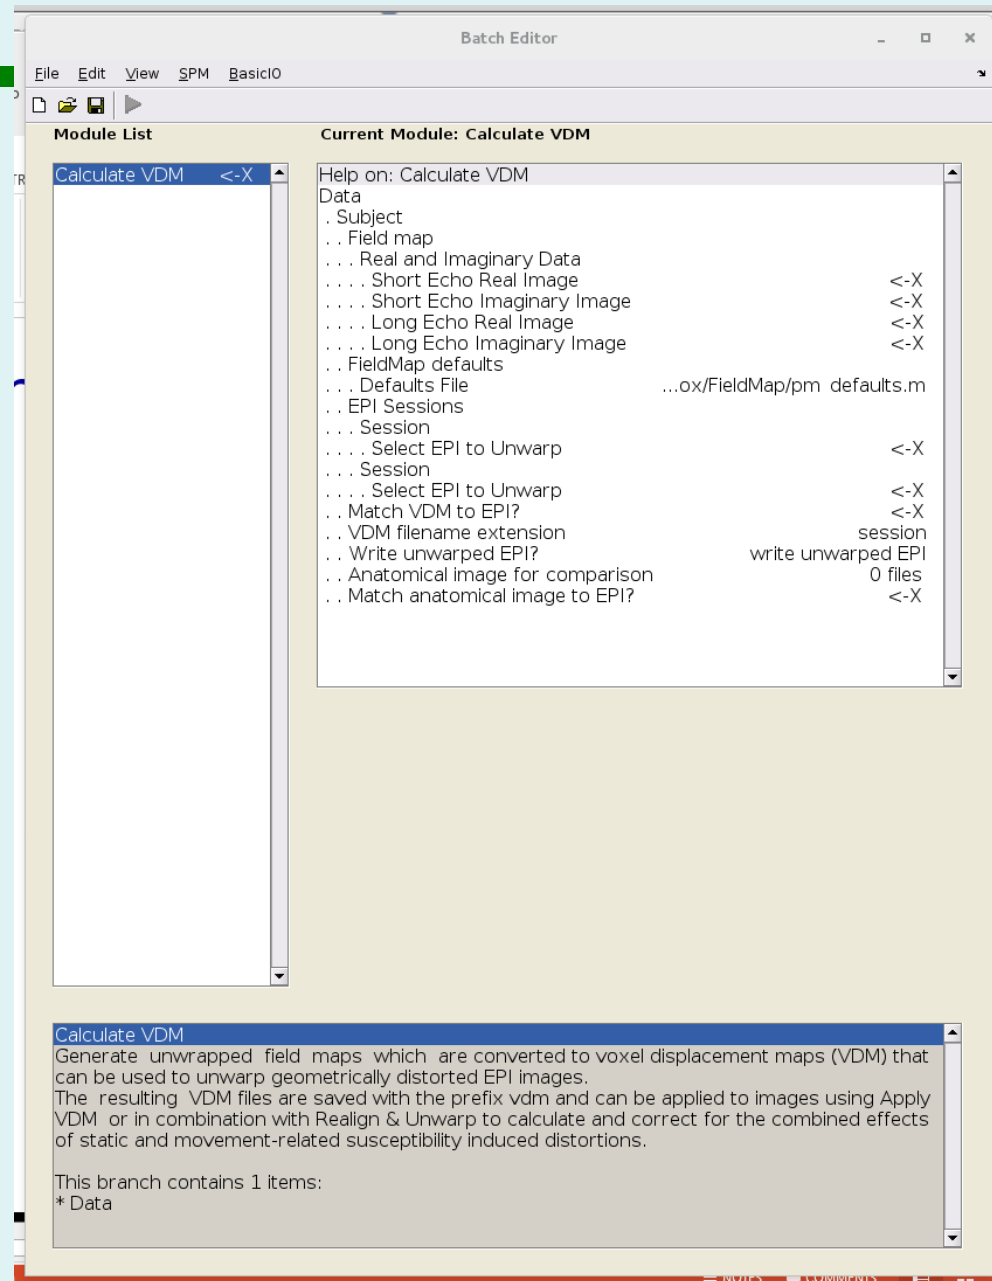 Batch Editor
File Edit View SPM BasicIO
Module List
Current Module: Calculate VDM
Calculate VDM <-X
Help on: Calculate VDM
Data
. Subject
. . Field map
. . . Real and Imaginary Data
. . . . Short Echo Real Image <-X
. . . . Short Echo Imaginary Image <-X
. . . . Long Echo Real Image <-X
. . . . Long Echo Imaginary Image <-X
. . FieldMap defaults
. . . Defaults File ...ox/FieldMap/pm_defaults.m
. . EPI Sessions
. . . Session
. . . . Select EPI to Unwarp <-X
. . . Session
. . . . Select EPI to Unwarp <-X
. . Match VDM to EPI? <-X
. . VDM filename extension session
. . Write unwarped EPI? write unwarped EPI
. . Anatomical image for comparison 0 files
. . Match anatomical image to EPI? <-X
Calculate VDM
Generate unwrapped field maps which are converted to voxel displacement maps (VDM) that
can be used to unwarp geometrically distorted EPI images.
The resulting VDM files are saved with the prefix vdm and can be applied to images using Apply
VDM or in combination with Realign & Unwarp to calculate and correct for the combined effects
of static and movement-related susceptibility induced distortions.
This branch contains 1 items:
* Data
NOTES COMMENTS